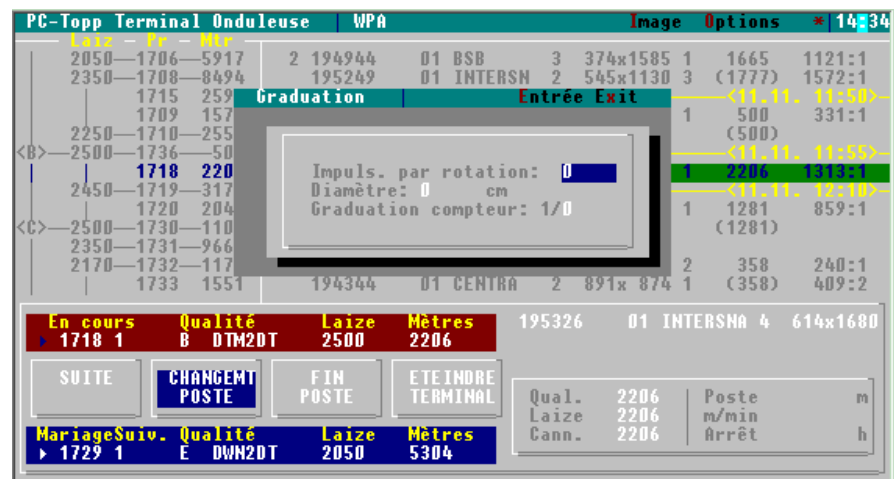 PC-Topp Terminal Onduleuse | WPA Image Options * 14:34
Laiz — Pr — Mtr
2050—1706—5917 2 194944 01 BSB 3 374x1585 1 1665 1121:1
2350—1708—8494 195249 01 INTERSN 2 545x1130 3 (1777) 1572:1
1715 259 Graduation Entrée Exit <11.11. 11:50>
1709 157 1 500 331:1
2250—1710—255 (500)
<B>—2500—1736—50 <11.11. 11:55>
1718 220 Impuls. par rotation: 0 1 2206 1313:1
2450—1719—317 Diamètre: 0 cm <11.11. 12:10>
1720 204 Graduation compteur: 1/0 1 1281 859:1
<C>—2500—1730—110 (1281)
2350—1731—966
2170—1732—117 2 358 240:1
1733 1551 194344 01 CENTRA 2 891x 874 1 (358) 409:2
En cours Qualité Laize Mètres 195326 01 INTERSNA 4 614x1680
1718 1 B DTM2DT 2500 2206
SUITE CHANGEMT POSTE FIN POSTE ETEINDRE TERMINAL
Qual. 2206 Poste m
Laize 2206 m/min
Cann. 2206 Arrêt h
MariageSuiv. Qualité Laize Mètres
1729 1 E DWN2DT 2050 5304